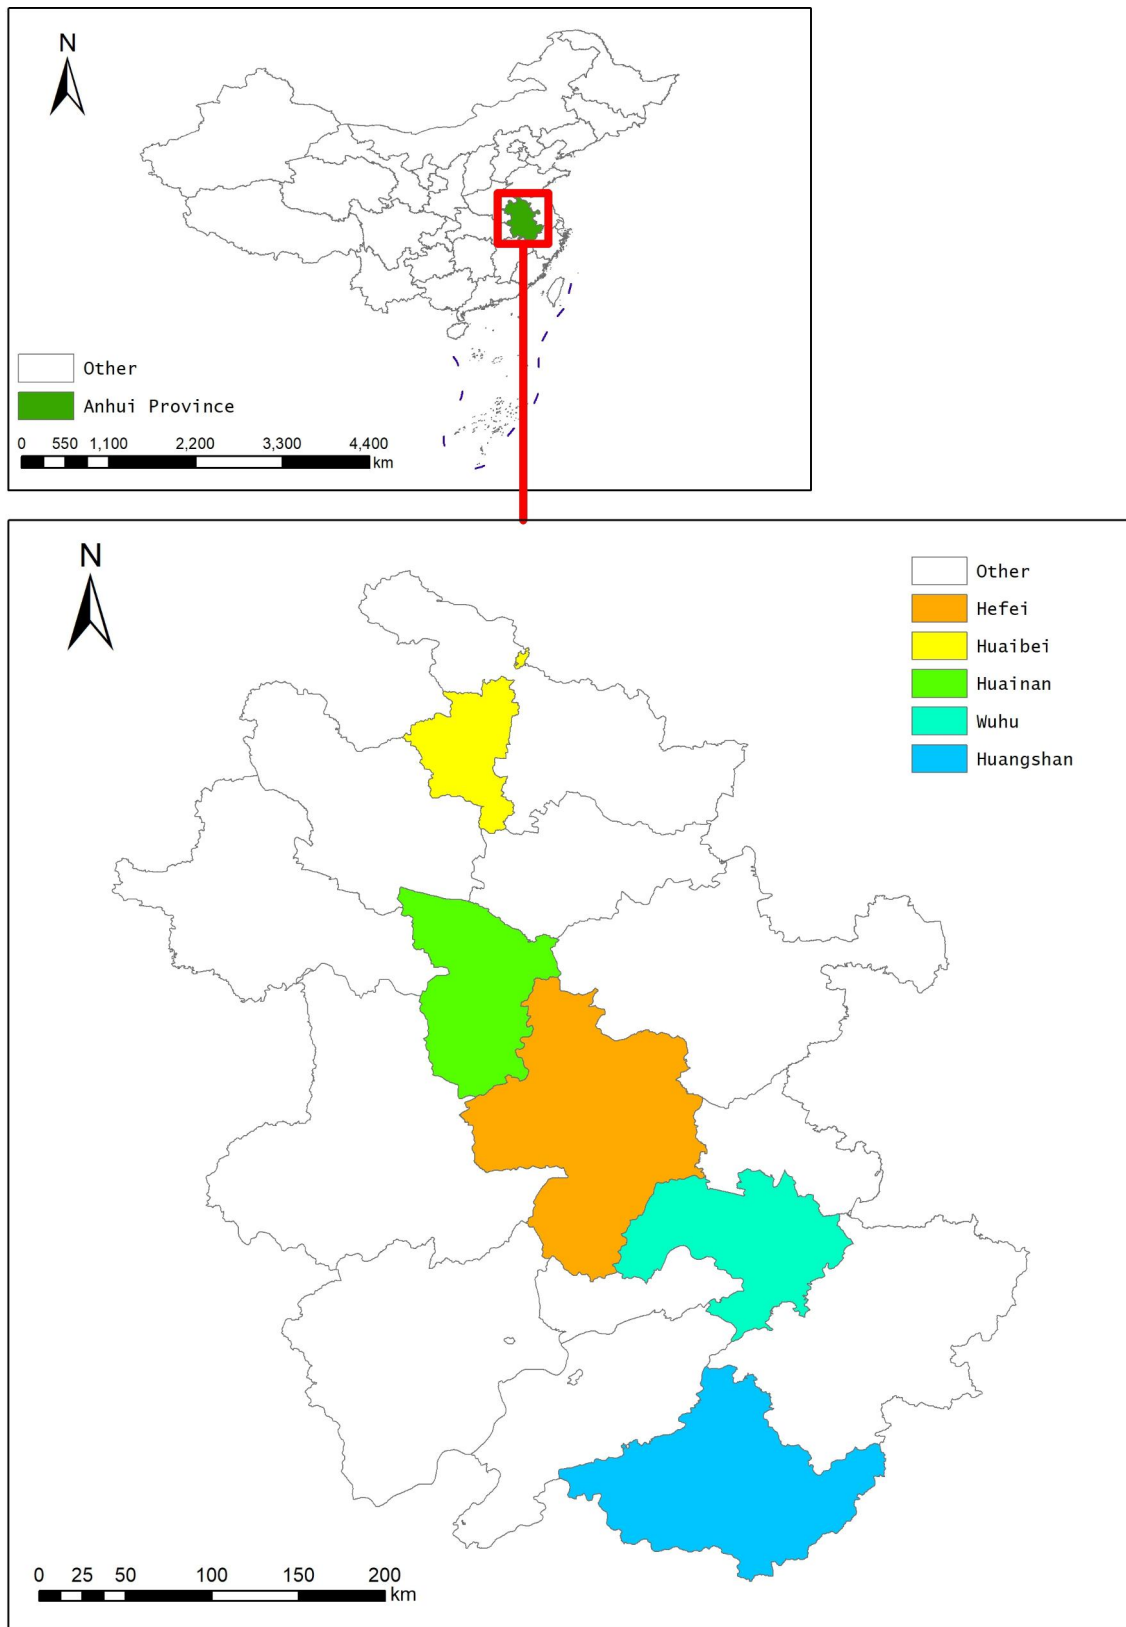 N
Other
Anhui Province
0 550 1,100 2,200 3,300 4,400
km
N
Other
Hefei
Huaibei
Huainan
Wuhu
Huangshan
0 25 50 100 150 200
km